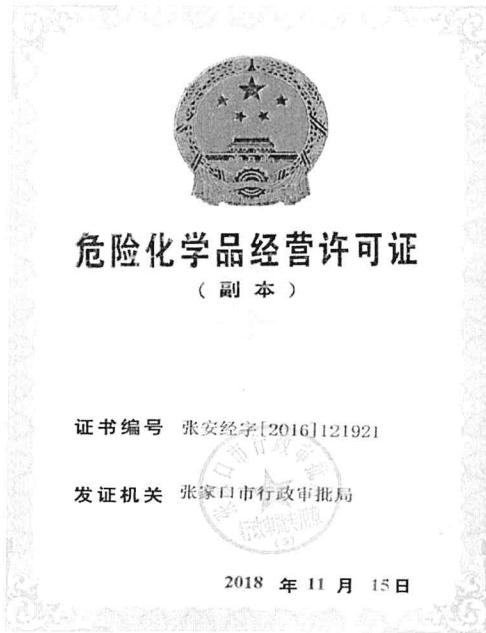 危险化学品经营许可证
（副本）
证书编号 张安经字[2016]121921
发证机关 张家口市行政审批局
2018 年 11 月 15日